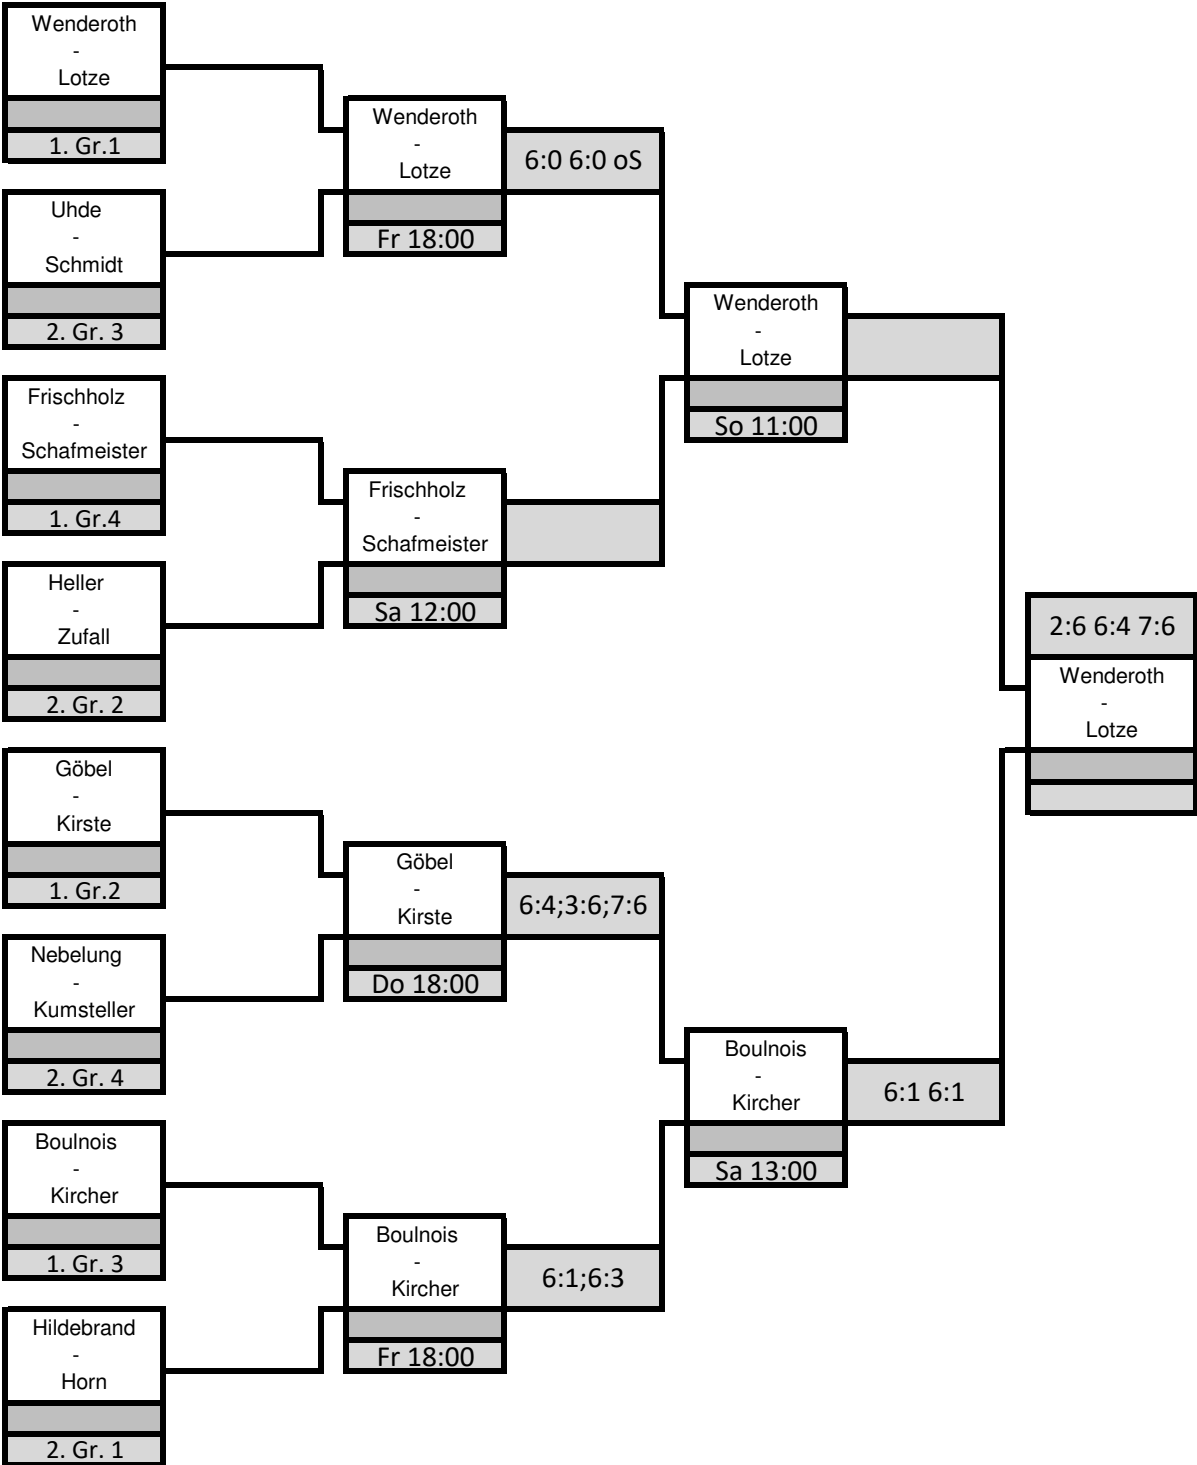 Wenderoth
-
Lotze
1. Gr.1
Uhde
-
Schmidt
2. Gr. 3
Frischholz
-
Schafmeister
1. Gr.4
Heller
-
Zufall
2. Gr. 2
Göbel
-
Kirste
1. Gr.2
Nebelung
-
Kumsteller
2. Gr. 4
Boulnois
-
Kircher
1. Gr. 3
Hildebrand
-
Horn
2. Gr. 1
Wenderoth
-
Lotze
Fr 18:00
6:0 6:0 oS
Frischholz
-
Schafmeister
Sa 12:00
Göbel
-
Kirste
Do 18:00
6:4;3:6;7:6
Boulnois
-
Kircher
Fr 18:00
6:1;6:3
Wenderoth
-
Lotze
So 11:00
Boulnois
-
Kircher
Sa 13:00
6:1 6:1
2:6 6:4 7:6
Wenderoth
-
Lotze